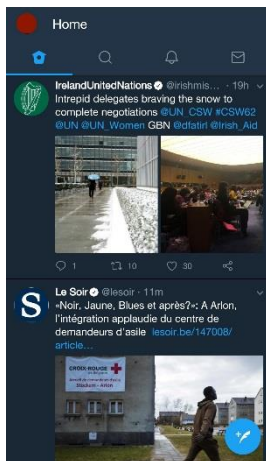 Home
IrelandUnitedNations @irishmis... · 19h
Intrepid delegates braving the snow to
complete negotiations @UN_CSW #CSW62
@UN @UN_Women GBN @dfatirl @Irish_Aid
1 10 30
Le Soir @lesoir · 11m
«Noir, Jaune, Blues et après?»: A Arlon,
l'intégration applaudie du centre de
demandeurs d'asile lesoir.be/147008/
article...
S
CROIX-ROUGE